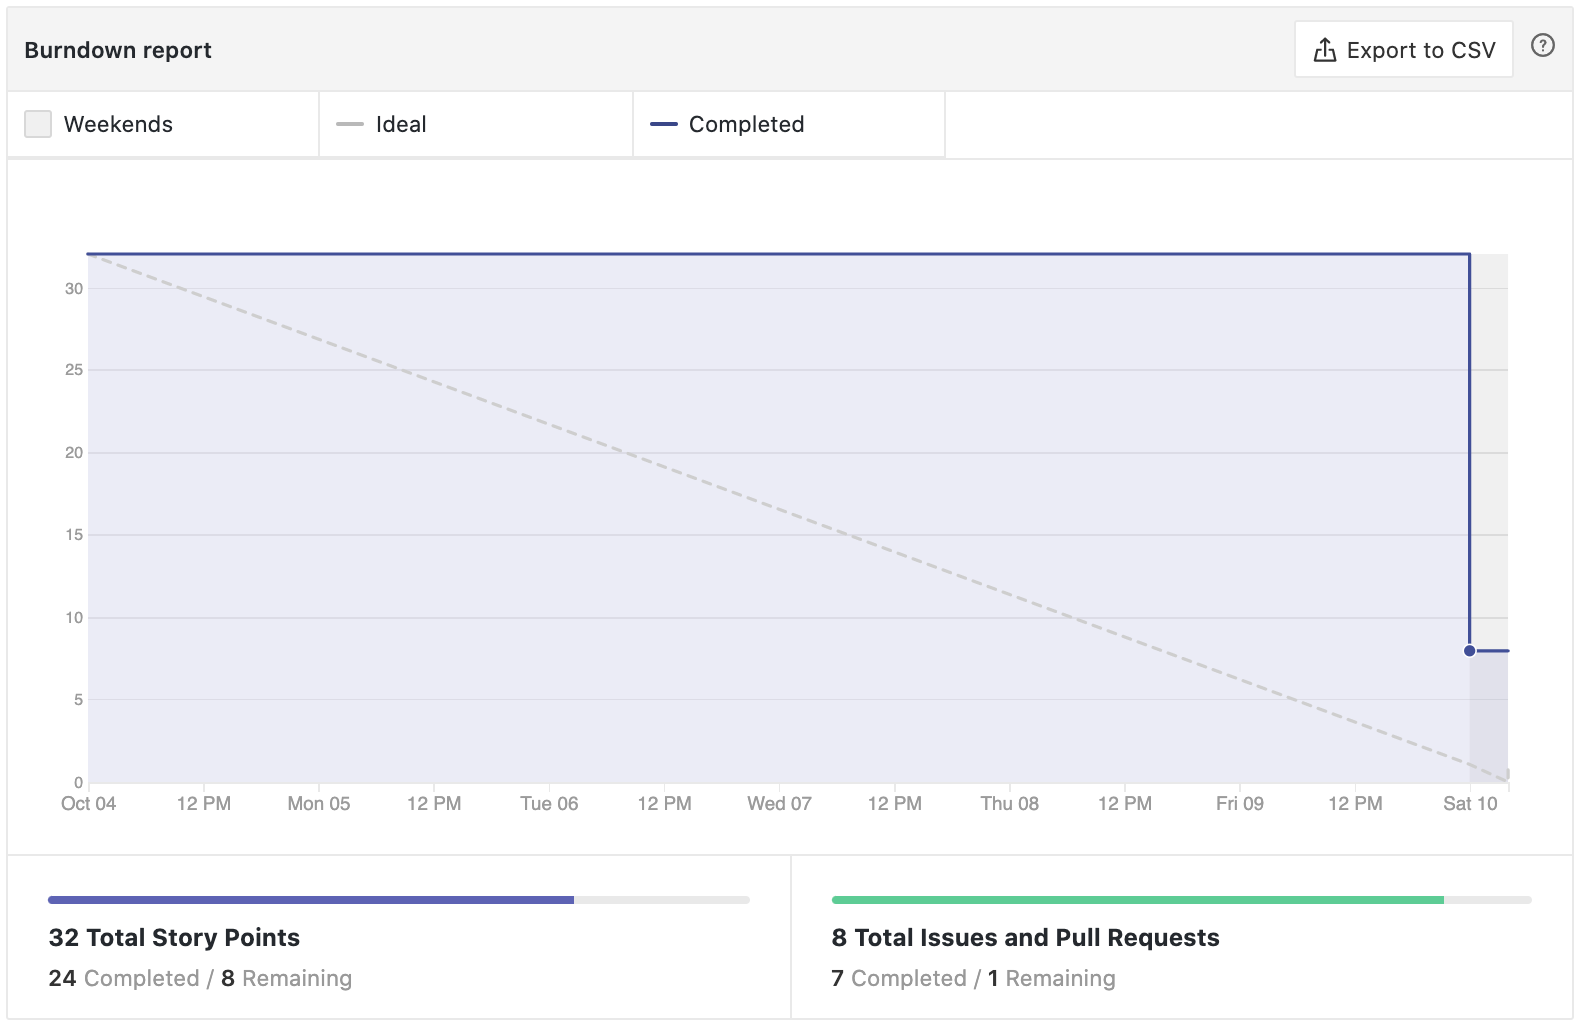 Burndown report
Export to CSV
?
Weekends
Ideal
Completed
30
25
20
15
10
5
0
Oct 04 12 PM Mon 05 12 PM Tue 06 12 PM Wed 07 12 PM Thu 08 12 PM Fri 09 12 PM Sat 10
32 Total Story Points
24 Completed / 8 Remaining
8 Total Issues and Pull Requests
7 Completed / 1 Remaining